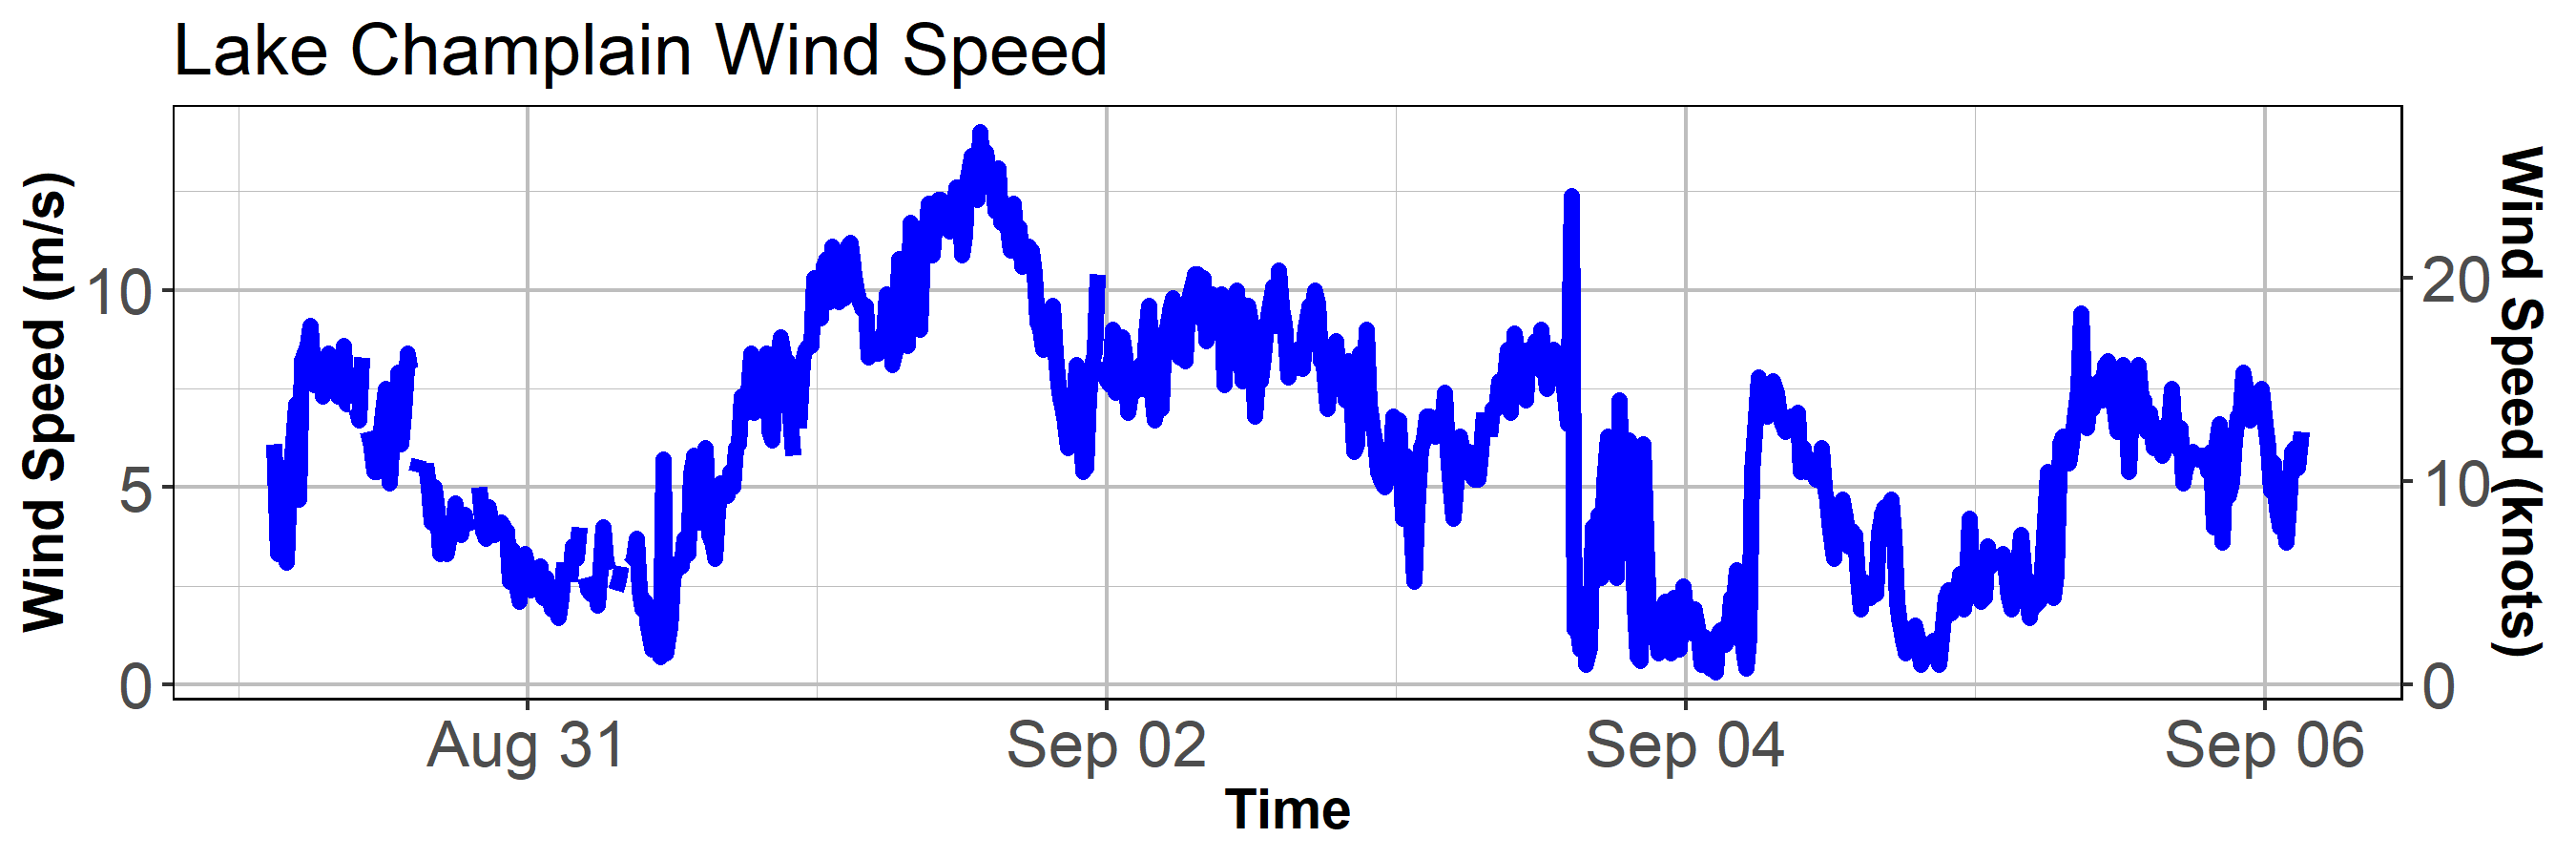 Lake Champlain Wind Speed
Wind Speed (m/s)
10
5
0
20
10
0
Wind Speed (knots)
Aug 31
Sep 02
Sep 04
Sep 06
Time